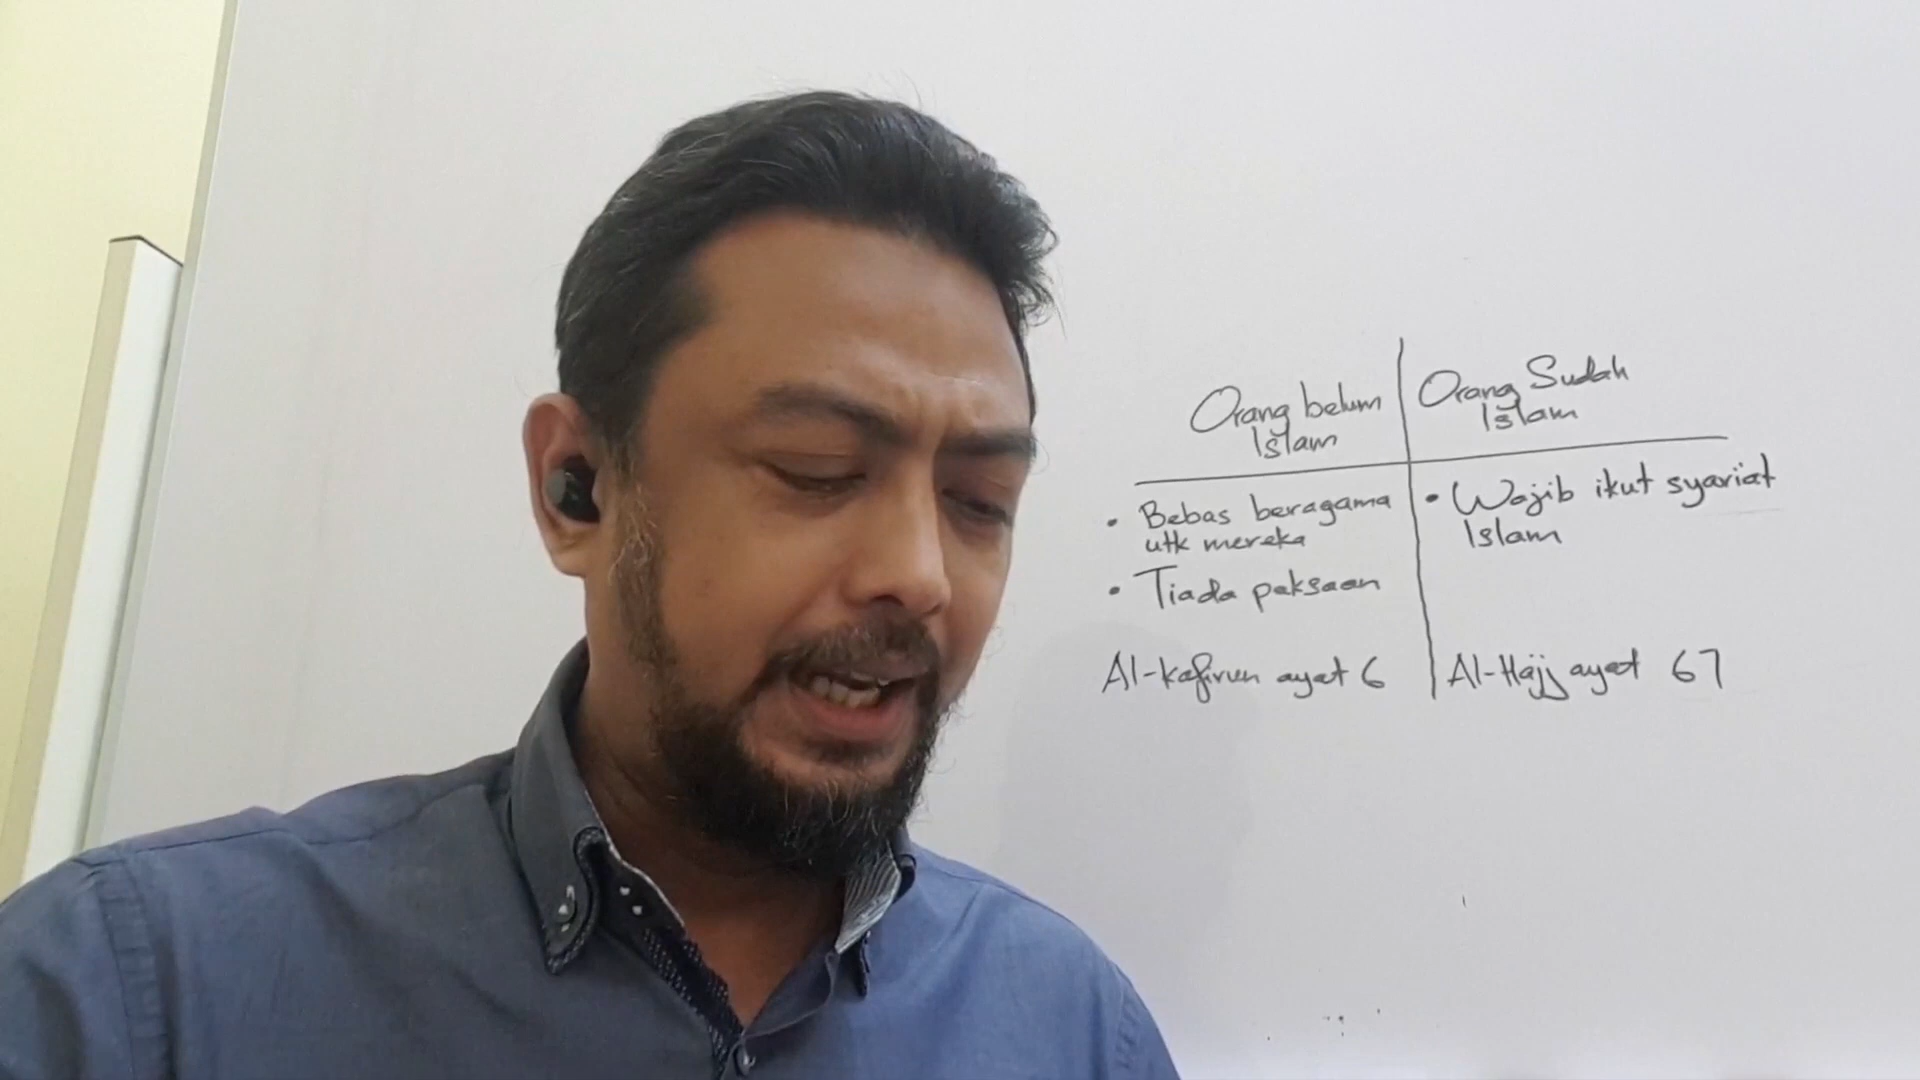 Orang belum
Islam
Orang Sudah
Islam
• Bebas beragama
utk mereka
• Tiada paksaan
Al-kafirun ayat 6
• Wajib ikut syariat
Islam
Al-Hajj ayat 67